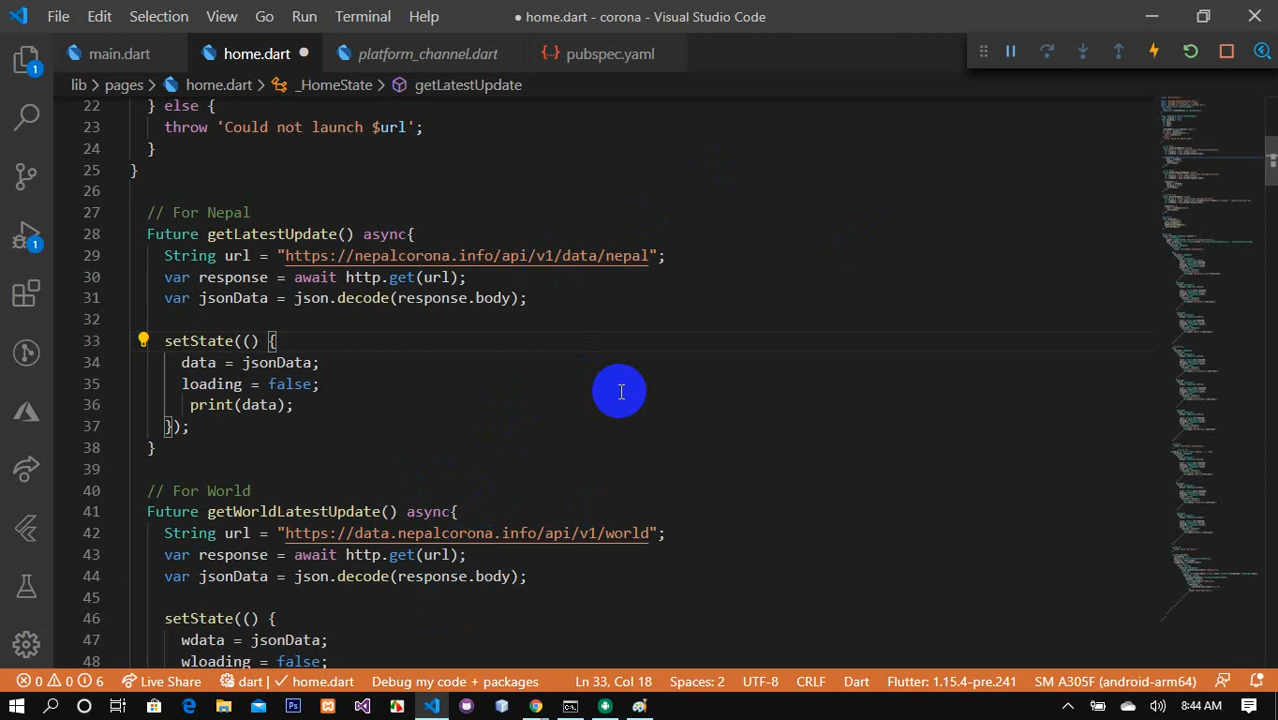 File Edit Selection View Go Run Terminal Help ● home.dart - corona - Visual Studio Code
main.dart home.dart ● platform_channel.dart {} pubspec.yaml
lib > pages > home.dart > _HomeState > getLatestUpdate
22 } else {
23 throw 'Could not launch $url';
24 }
25 }
26
27 // For Nepal
28 Future getLatestUpdate() async{
29 String url = "https://nepalcorona.info/api/v1/data/nepal";
30 var response = await http.get(url);
31 var jsonData = json.decode(response.body);
32
33 setState(() {
34 data = jsonData;
35 loading = false;
36 print(data);
37 });
38 }
39
40 // For World
41 Future getWorldLatestUpdate() async{
42 String url = "https://data.nepalcorona.info/api/v1/world";
43 var response = await http.get(url);
44 var jsonData = json.decode(response.body);
45
46 setState(() {
47 wdata = jsonData;
48 wloading = false;
1
1
0 0 6 Live Share dart | ✓ home.dart Debug my code + packages Ln 33, Col 18 Spaces: 2 UTF-8 CRLF Dart Flutter: 1.15.4-pre.241 SM A305F (android-arm64)
Ps 8:44 AM